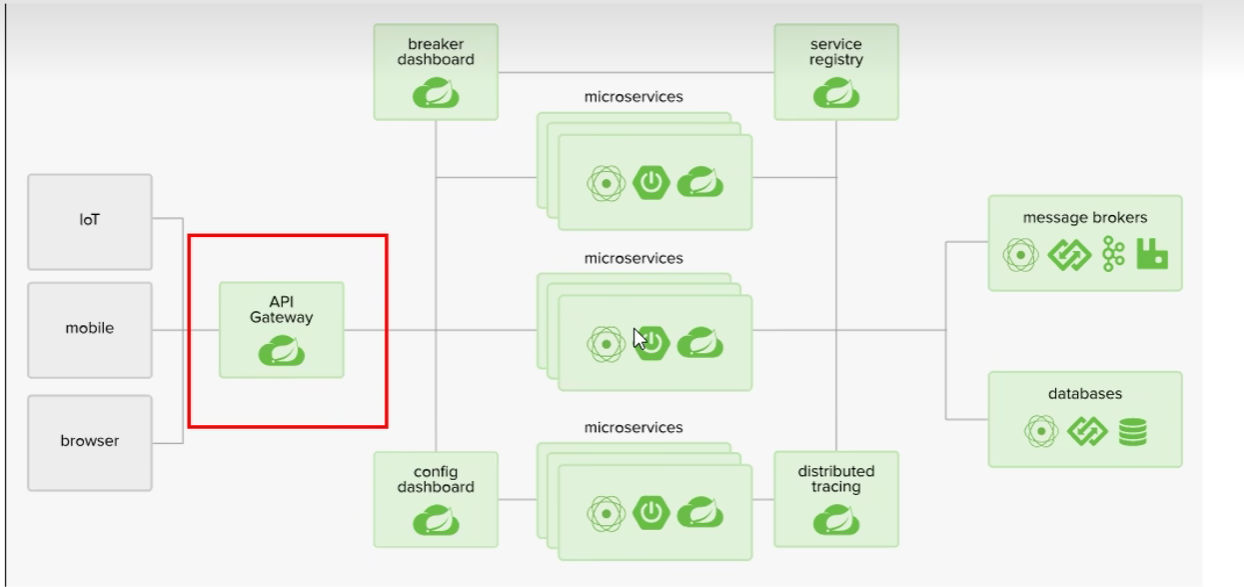 breaker
dashboard
service
registry
microservices
IoT
API
Gateway
mobile
browser
microservices
message brokers
databases
microservices
config
dashboard
distributed
tracing